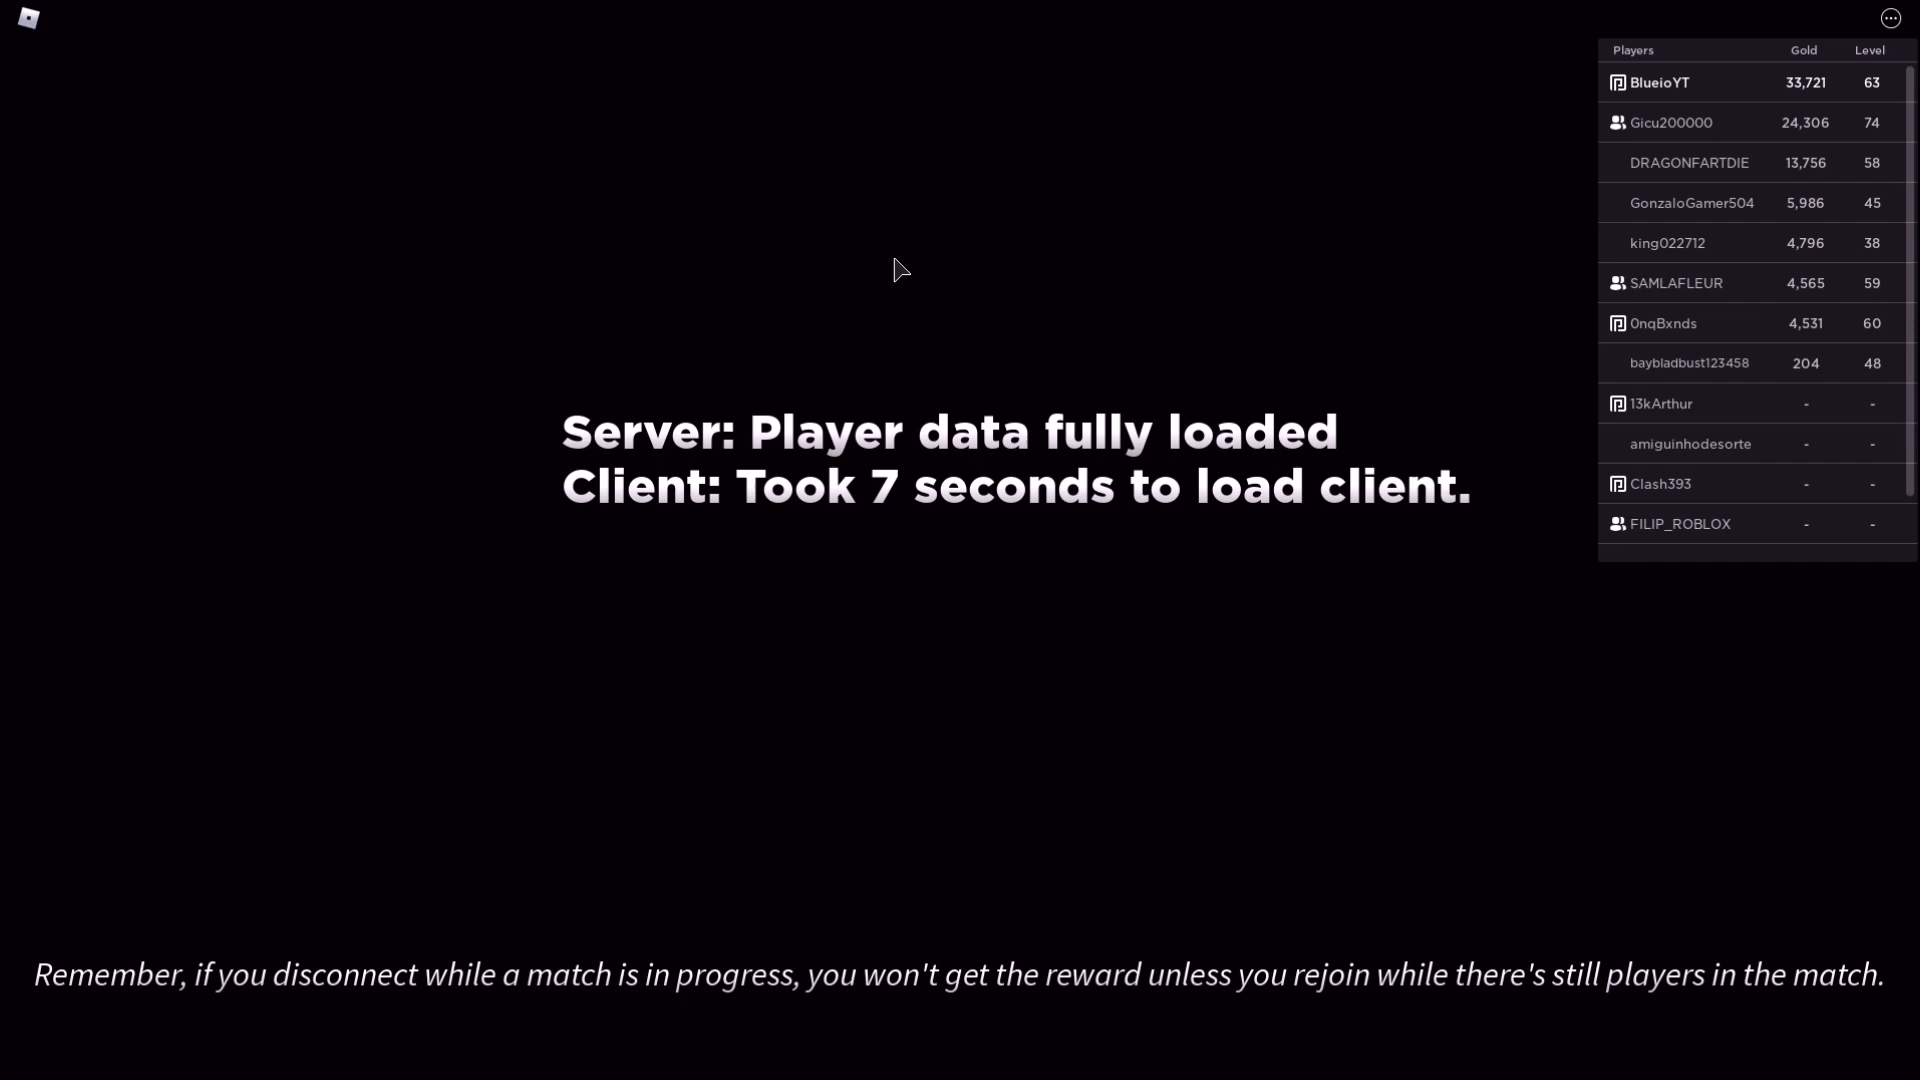 Players Gold Level
BlueioYT 33,721 63
Gicu200000 24,306 74
DRAGONFARTDIE 13,756 58
GonzaloGamer504 5,986 45
king022712 4,796 38
SAMLAFLEUR 4,565 59
0nqBxnds 4,531 60
baybladbust123458 204 48
13kArthur - -
amiguinhodesorte - -
Clash393 - -
FILIP_ROBLOX - -
Server: Player data fully loaded
Client: Took 7 seconds to load client.
Remember, if you disconnect while a match is in progress, you won't get the reward unless you rejoin while there's still players in the match.